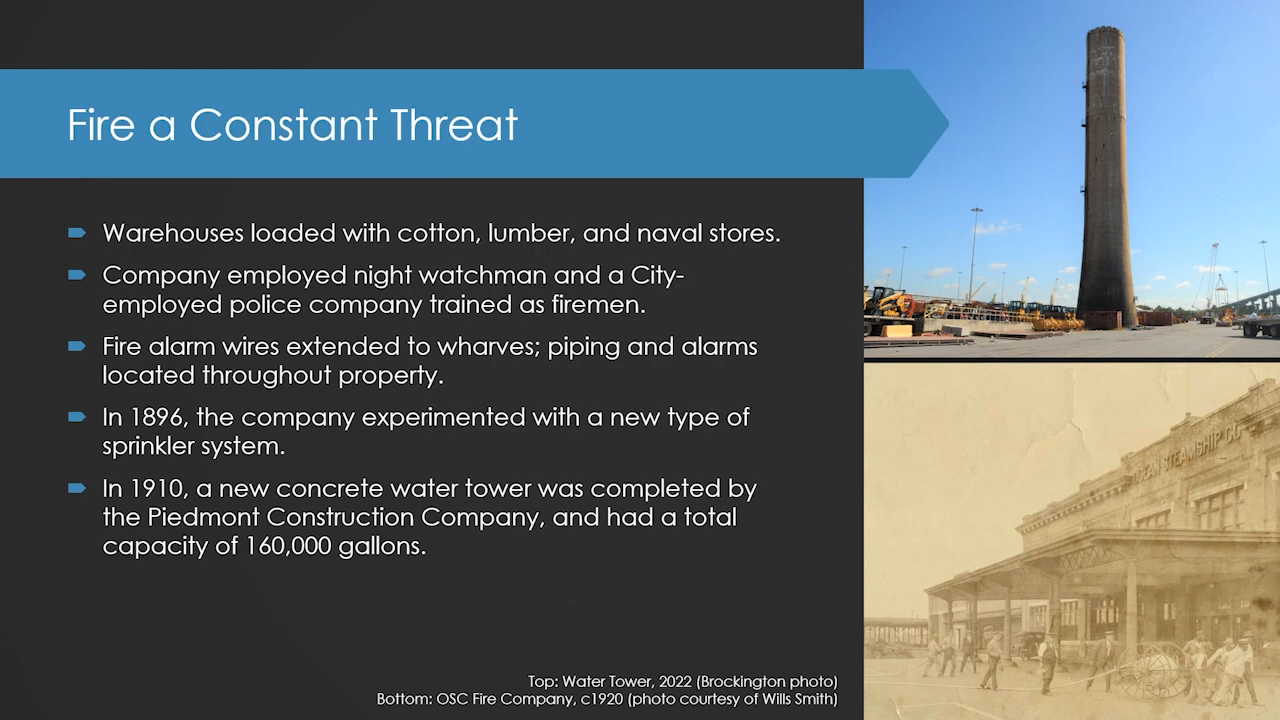 Fire a Constant Threat
Warehouses loaded with cotton, lumber, and naval stores.
Company employed night watchman and a City-
employed police company trained as firemen.
Fire alarm wires extended to wharves; piping and alarms
located throughout property.
In 1896, the company experimented with a new type of
sprinkler system.
In 1910, a new concrete water tower was completed by
the Piedmont Construction Company, and had a total
capacity of 160,000 gallons.
OCEAN STEAMSHIP CO
Top: Water Tower, 2022 (Brockington photo)
Bottom: OSC Fire Company, c1920 (photo courtesy of Wills Smith)